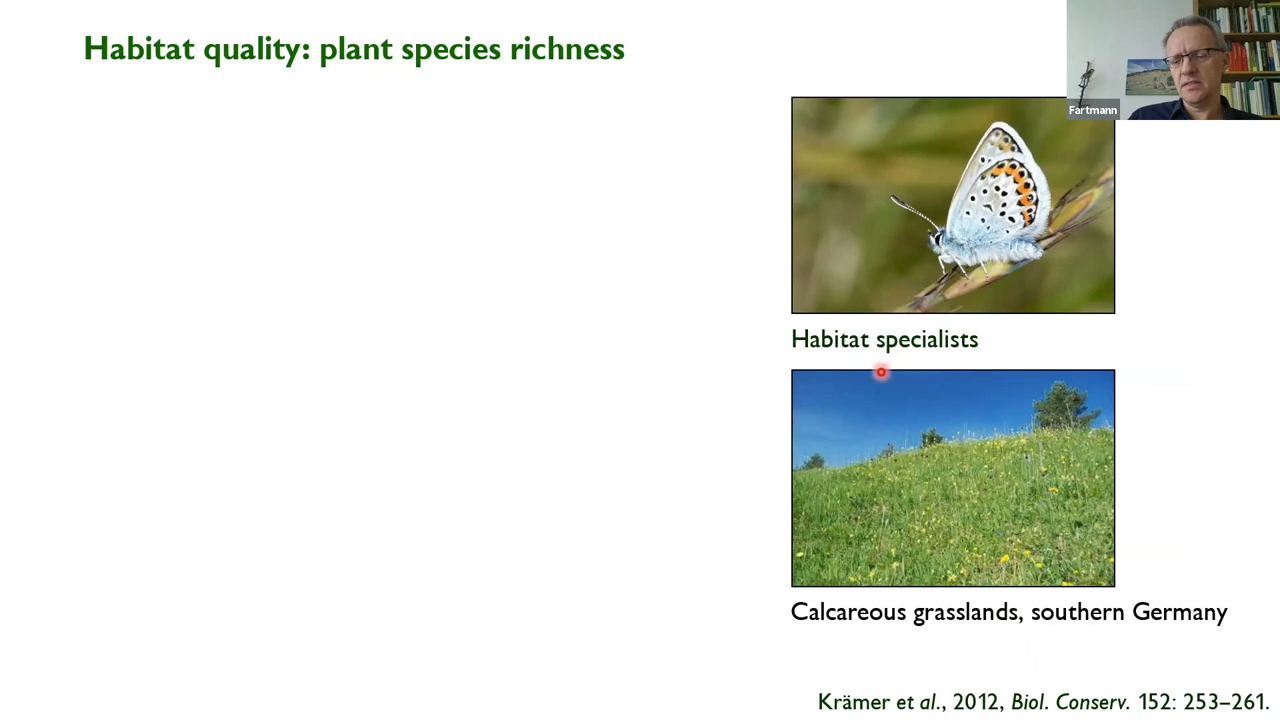 Habitat quality: plant species richness
Fartmann
Habitat specialists
Calcareous grasslands, southern Germany
Krämer et al., 2012, Biol. Conserv. 152: 253–261.